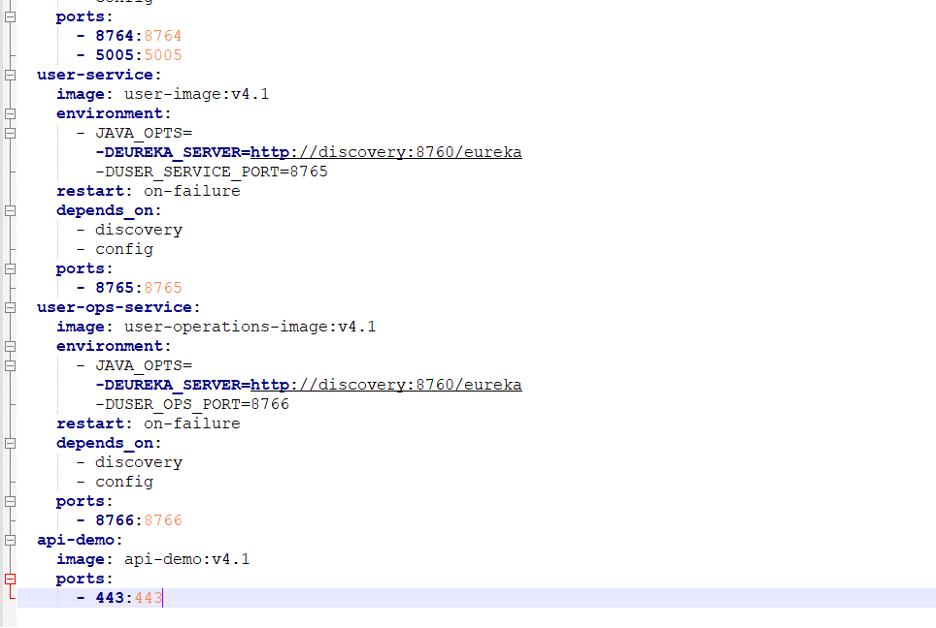 ports:
- 8764:8764
- 5005:5005
user-service:
image: user-image:v4.1
environment:
- JAVA_OPTS=
-DEUREKA_SERVER=http://discovery:8760/eureka
-DUSER_SERVICE_PORT=8765
restart: on-failure
depends_on:
- discovery
- config
ports:
- 8765:8765
user-ops-service:
image: user-operations-image:v4.1
environment:
- JAVA_OPTS=
-DEUREKA_SERVER=http://discovery:8760/eureka
-DUSER_OPS_PORT=8766
restart: on-failure
depends_on:
- discovery
- config
ports:
- 8766:8766
api-demo:
image: api-demo:v4.1
ports:
- 443:443